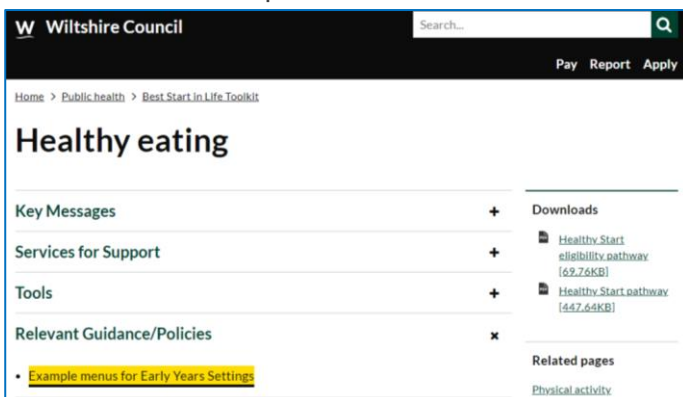 W Wiltshire Council
Search...
Pay Report Apply
Home > Public health > Best Start in Life Toolkit
Healthy eating
Key Messages +
Services for Support +
Tools +
Relevant Guidance/Policies ×
• Example menus for Early Years Settings
Downloads
Healthy Start
eligibility pathway
[69.76KB]
Healthy Start pathway
[447.64KB]
Related pages
Physical activity